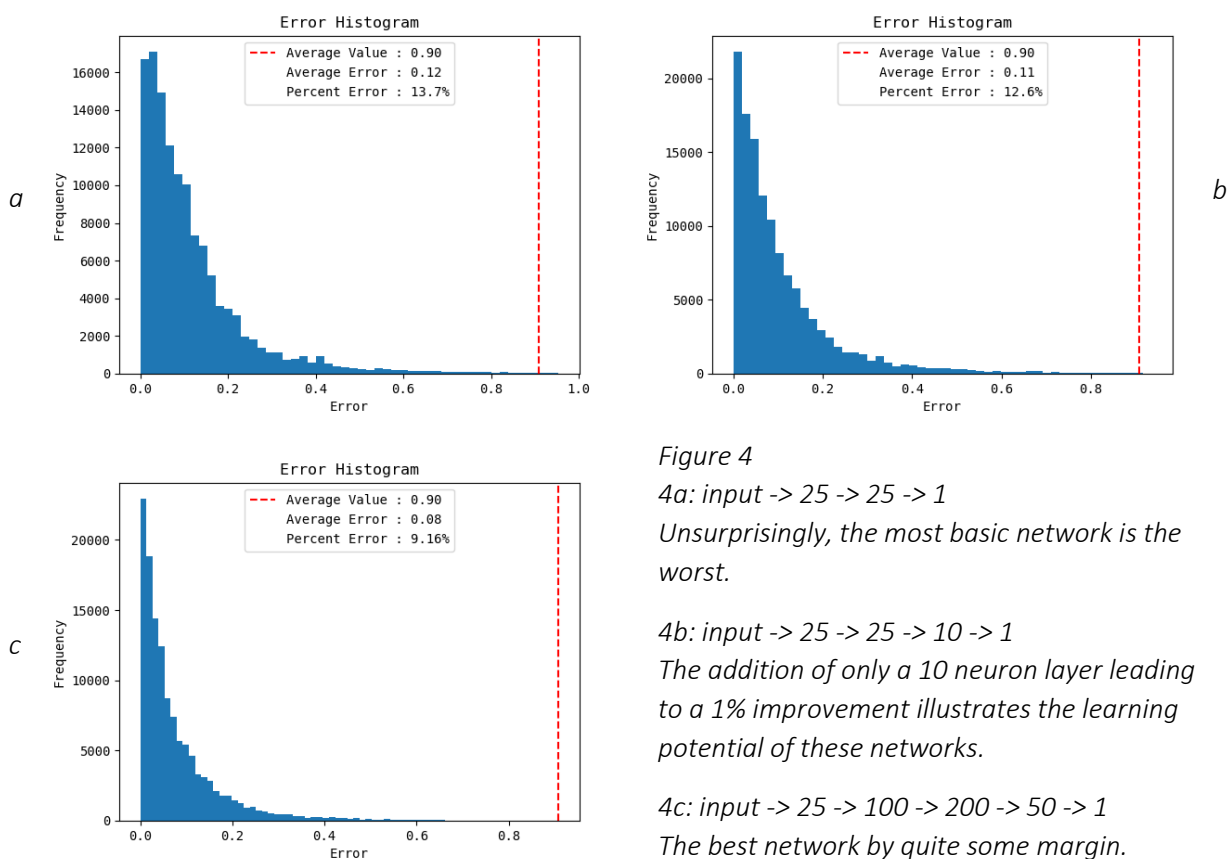 Error Histogram
Average Value : 0.90
Average Error : 0.12
Percent Error : 13.7%
16000
14000
12000
10000
8000
6000
4000
2000
0
Frequency
0.0 0.2 0.4 0.6 0.8 1.0
Error
a
Error Histogram
Average Value : 0.90
Average Error : 0.11
Percent Error : 12.6%
20000
15000
10000
5000
0
Frequency
0.0 0.2 0.4 0.6 0.8
Error
b
Error Histogram
Average Value : 0.90
Average Error : 0.08
Percent Error : 9.16%
20000
15000
10000
5000
0
Frequency
0.0 0.2 0.4 0.6 0.8
Error
c
Figure 4
4a: input -> 25 -> 25 -> 1
Unsurprisingly, the most basic network is the
worst.
4b: input -> 25 -> 25 -> 10 -> 1
The addition of only a 10 neuron layer leading
to a 1% improvement illustrates the learning
potential of these networks.
4c: input -> 25 -> 100 -> 200 -> 50 -> 1
The best network by quite some margin.